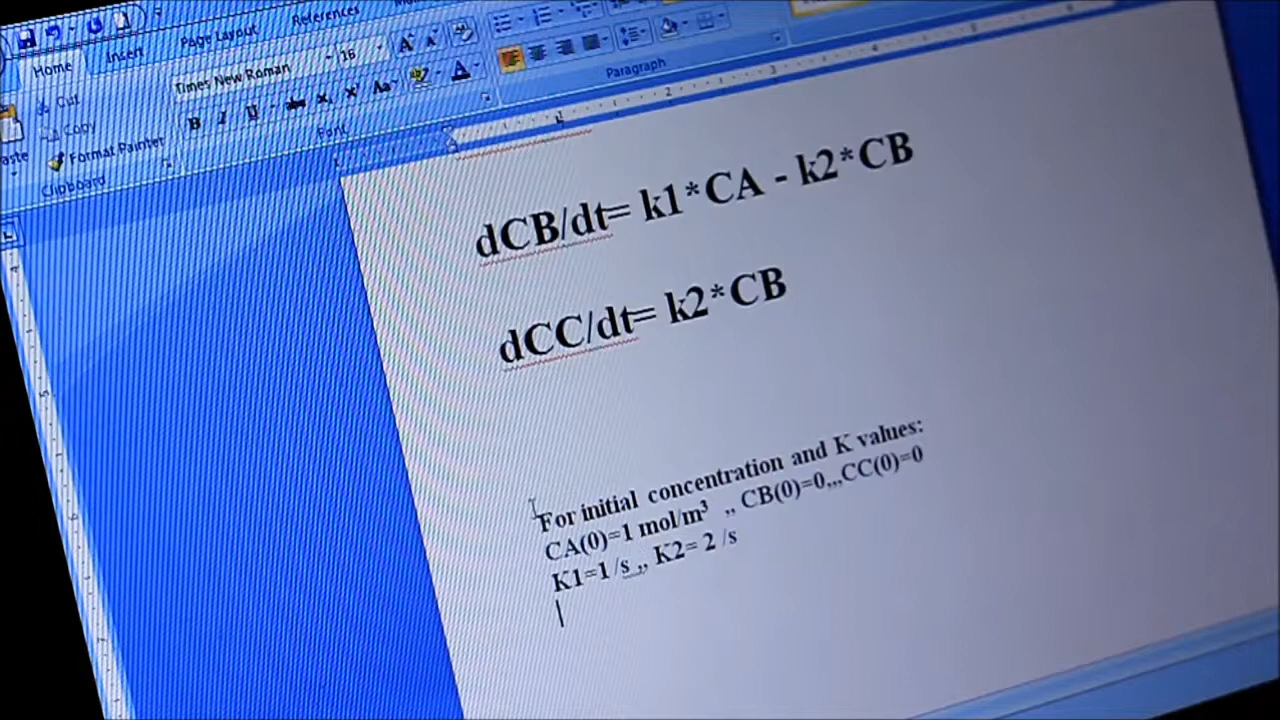 References
Home Insert Page Layout
Cut
Copy
Format Painter
Clipboard
Times New Roman 16
B I U abc x, x' Aa A
Font
Paragraph
dCB/dt= k1*CA - k2*CB
dCC/dt= k2*CB
For initial concentration and K values:
CA(0)=1 mol/m³ ,, CB(0)=0,,,CC(0)=0
K1=1 /s ,, K2= 2 /s